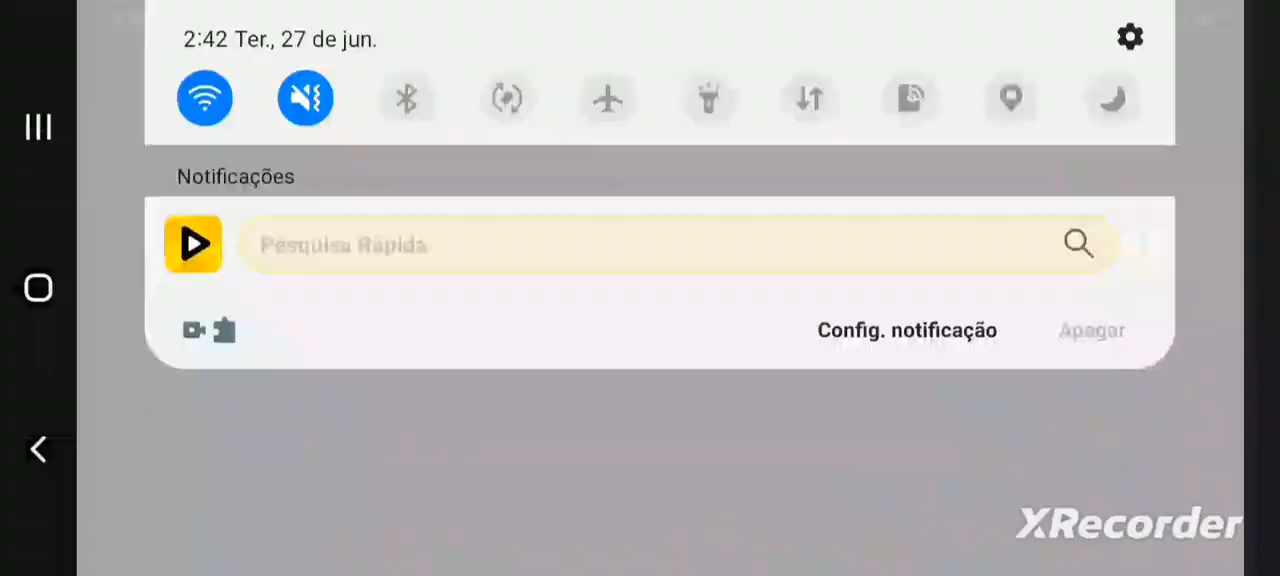 2:42 Ter., 27 de jun.
Notificações
Pesquisa Rápida
Config. notificação
Apagar
XRecorder